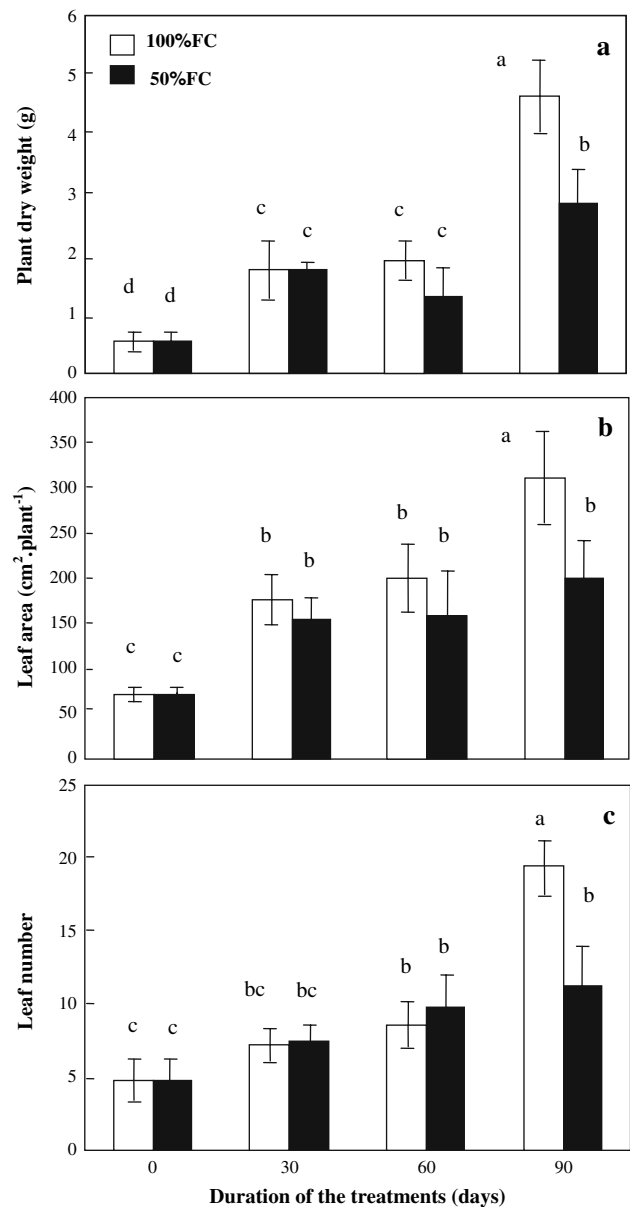 6
100%FC
a
50%FC
a
5
4
b
Plant dry weight (g)
3
c
c
c
c
2
d
d
1
0
400
b
a
350
300
b
Leaf area (cm².plant⁻¹)
250
b
b
b
b
200
150
c
c
100
50
0
25
c
a
20
b
Leaf number
15
b
b
bc
bc
10
c
c
5
0
0 30 60 90
Duration of the treatments (days)